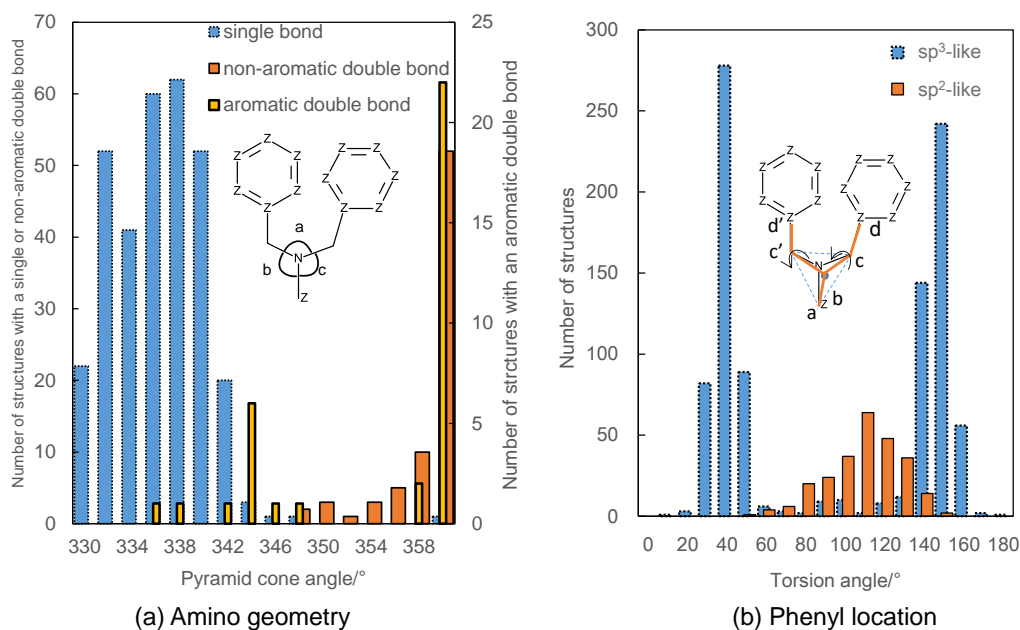 Number of structures with a single or non-aromatic double bond
70
60
50
40
30
20
10
0
single bond
non-aromatic double bond
aromatic double bond
Z
Z Z
Z Z
Z
Z Z
Z Z
Z Z
a
N
b c
Z
25
20
15
10
5
0
Number of strctures with an aromatic double bond
330 334 338 342 346 350 354 358
Pyramid cone angle/°
(a) Amino geometry
Number of structures
300
250
200
150
100
50
0
sp³-like
sp²-like
Z
Z Z
Z Z
Z
Z Z
Z Z
Z Z
d' d
c' N c
b
a Z
0 20 40 60 80 100 120 140 160 180
Torsion angle/°
(b) Phenyl location